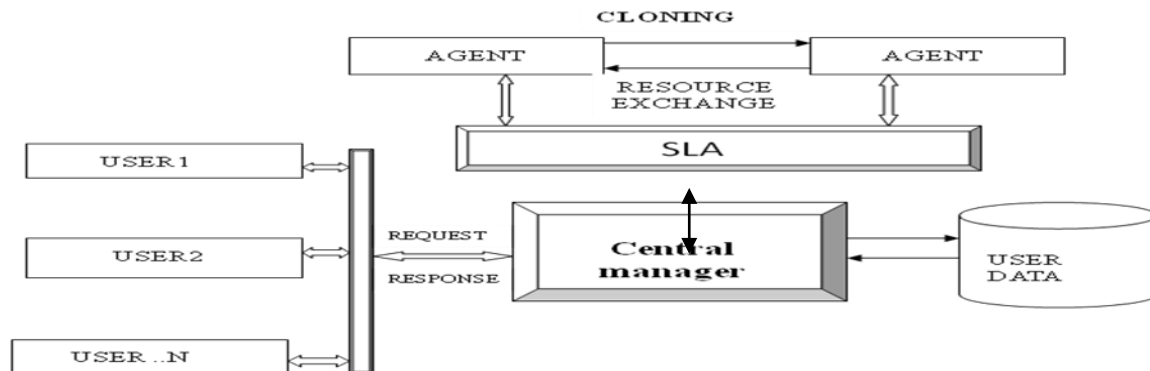 CLONING
AGENT
AGENT
RESOURCE
EXCHANGE
SLA
USER1
USER2
USER ..N
REQUEST
RESPONSE
Central
manager
USER
DATA